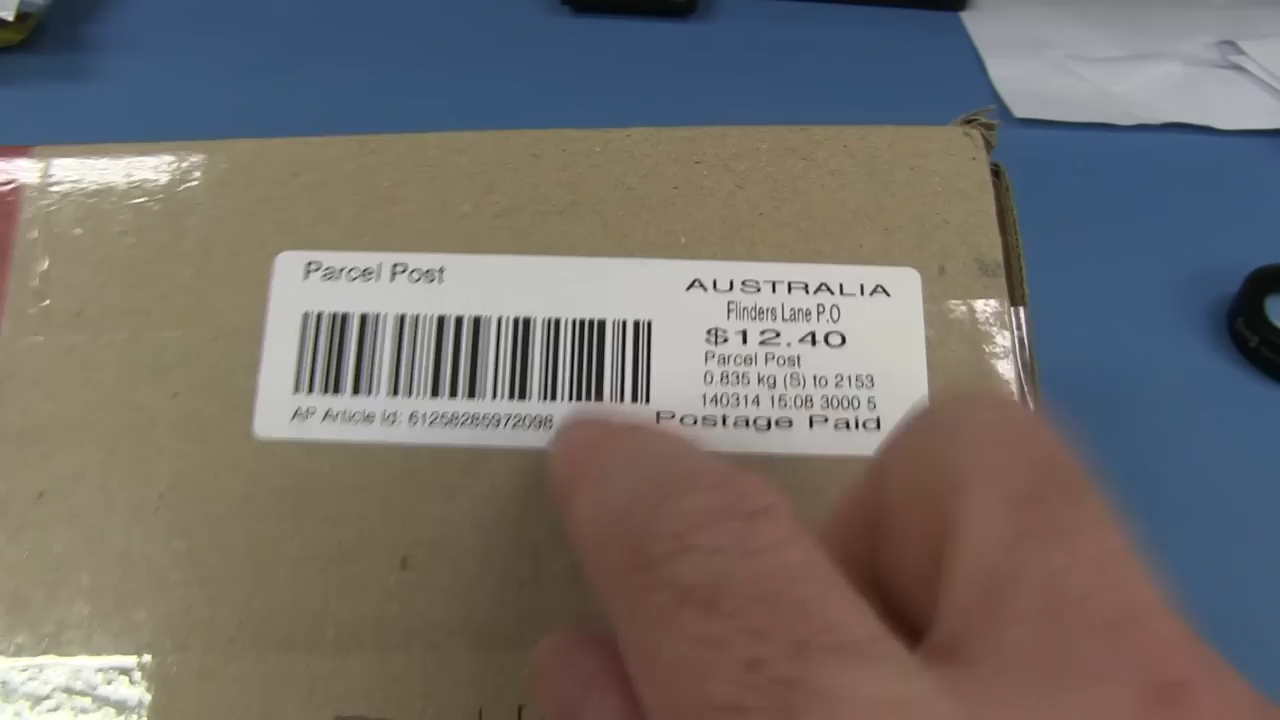 Parcel Post
AP Article Id: 61258285972098
AUSTRALIA
Flinders Lane P.O
$12.40
Parcel Post
0.835 kg (S) to 2153
140314 15:08 3000 5
Postage Paid